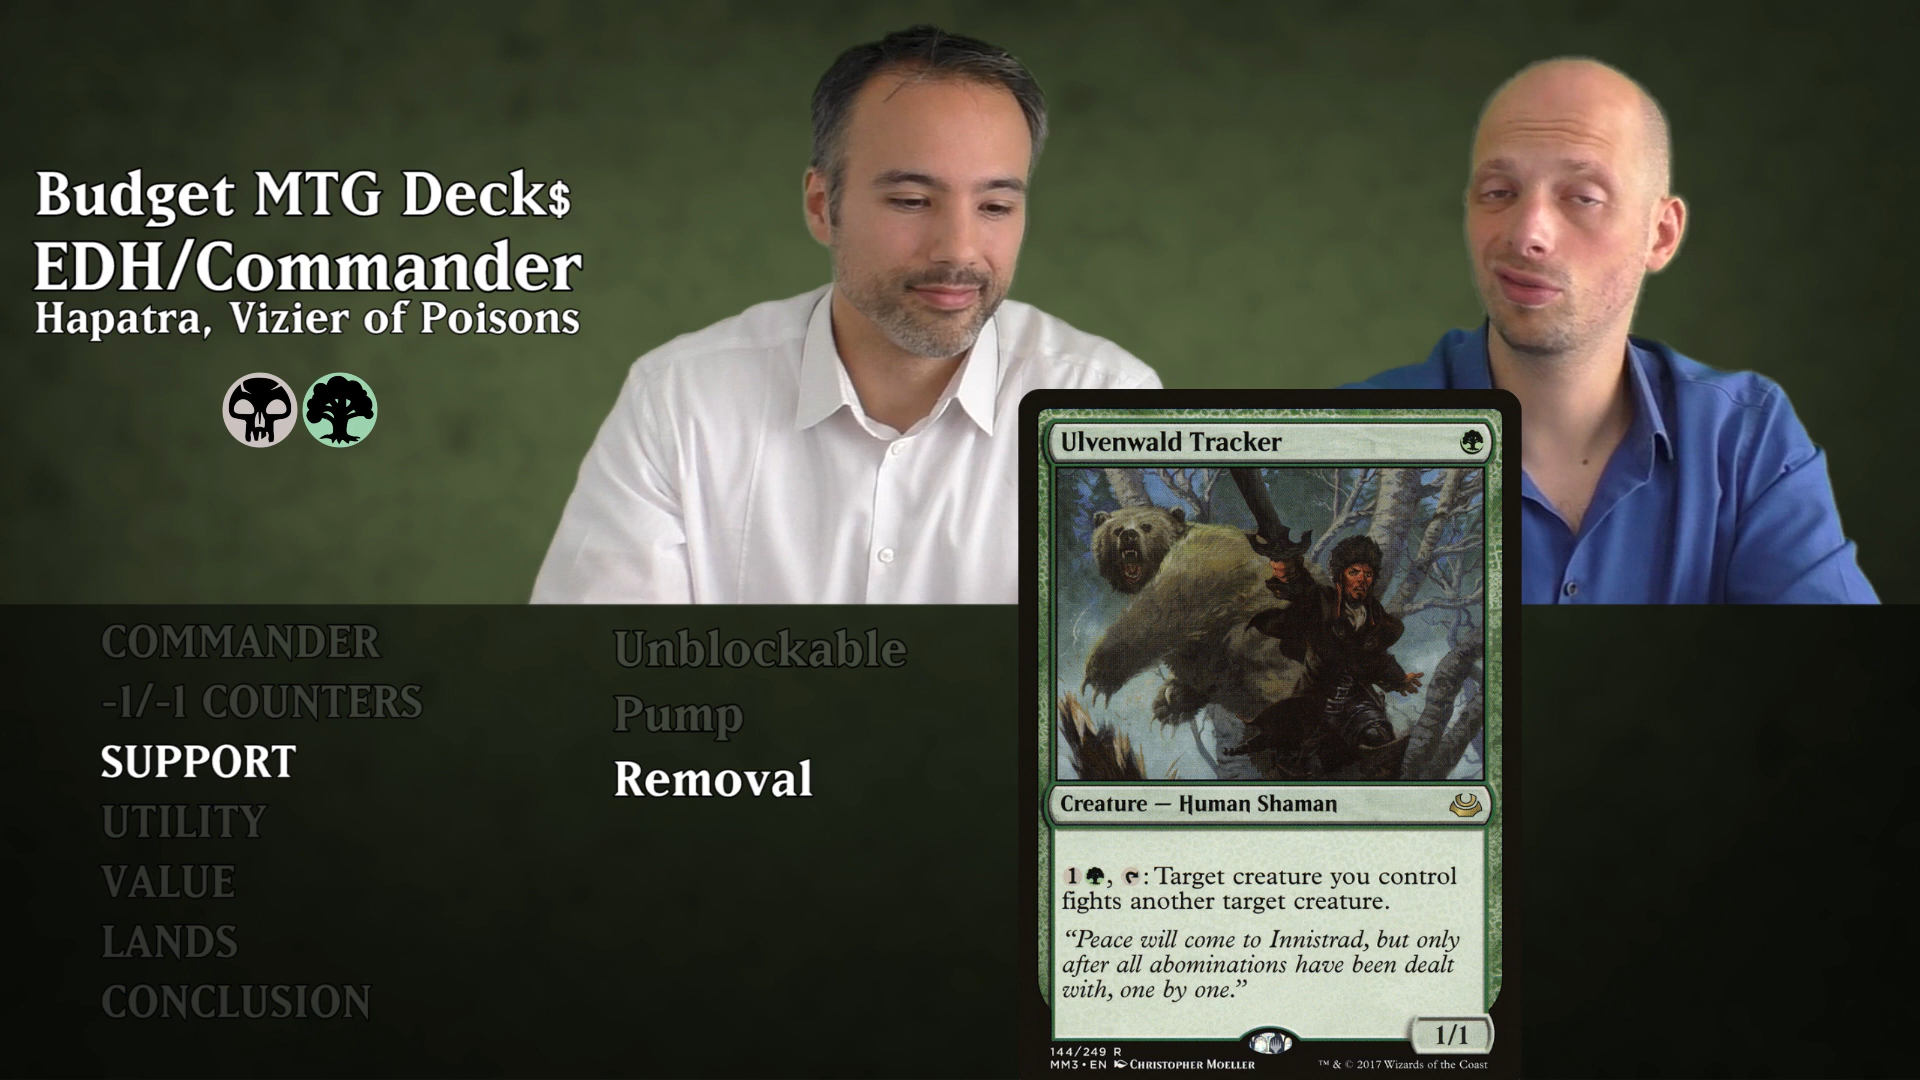 Budget MTG Deck$
EDH/Commander
Hapatra, Vizier of Poisons
COMMANDER
-1/-1 COUNTERS
SUPPORT
UTILITY
VALUE
LANDS
CONCLUSION
Unblockable
Pump
Removal
Ulvenwald Tracker
Creature — Human Shaman
1, : Target creature you control
fights another target creature.
“Peace will come to Innistrad, but only
after all abominations have been dealt
with, one by one.”
1/1
144/249 R
MM3 • EN Christopher Moeller
™ & © 2017 Wizards of the Coast